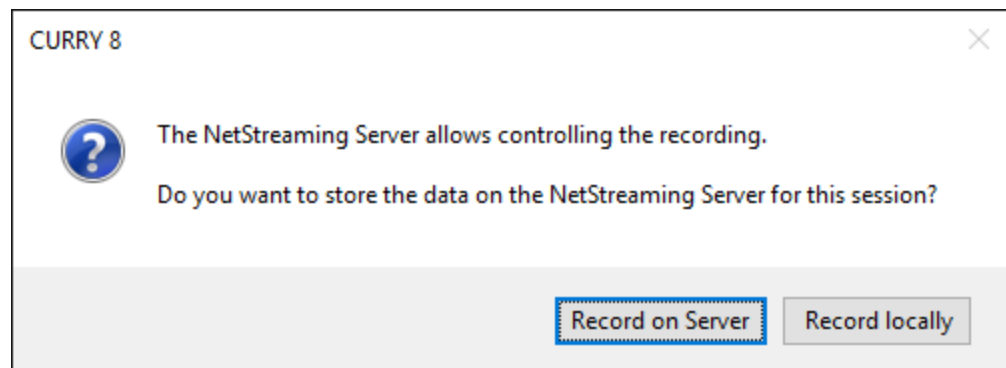 CURRY 8
The NetStreaming Server allows controlling the recording.
Do you want to store the data on the NetStreaming Server for this session?
Record on Server Record locally